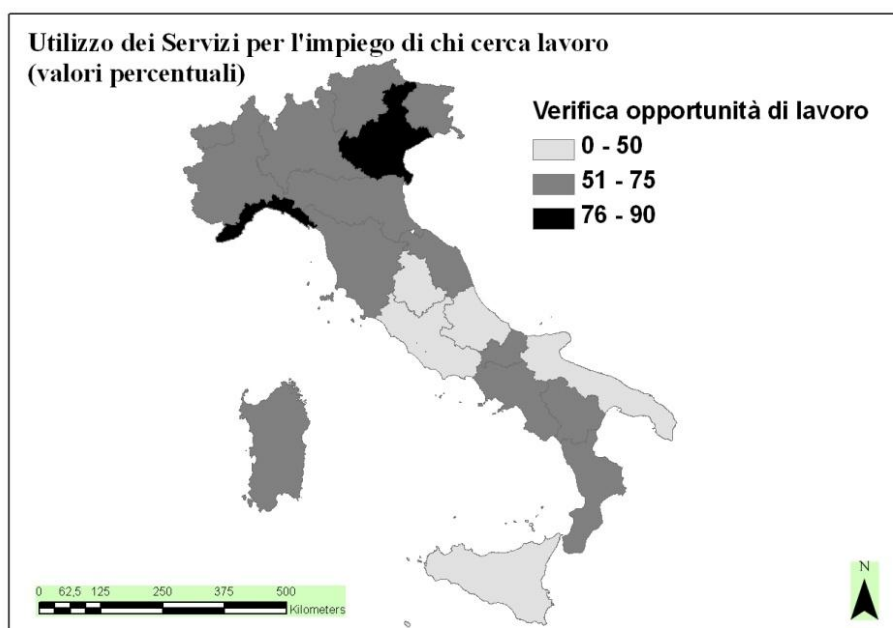 Utilizzo dei Servizi per l'impiego di chi cerca lavoro
(valori percentuali)
Verifica opportunità di lavoro
0 - 50
51 - 75
76 - 90
0 62,5 125 250 375 500
Kilometers
N